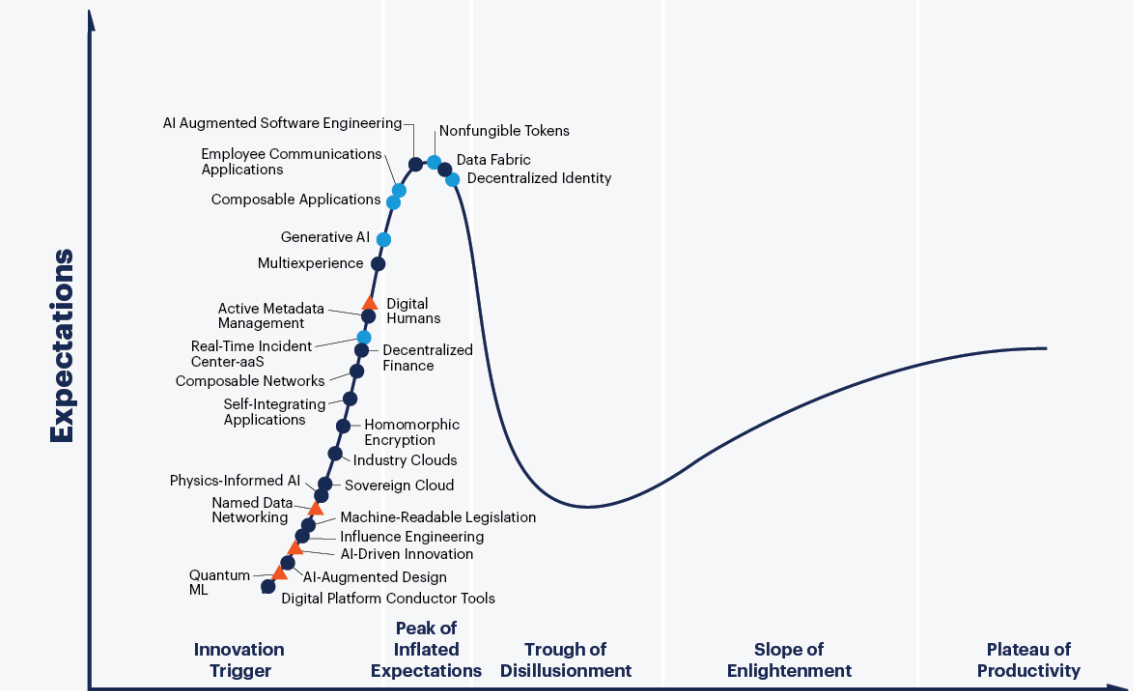 Expectations
AI Augmented Software Engineering
Nonfungible Tokens
Employee Communications
Applications
Data Fabric
Decentralized Identity
Composable Applications
Generative AI
Multiexperience
Active Metadata
Management
Digital
Humans
Real-Time Incident
Center-aaS
Decentralized
Finance
Composable Networks
Self-Integrating
Applications
Homomorphic
Encryption
Industry Clouds
Physics-Informed AI
Sovereign Cloud
Named Data
Networking
Machine-Readable Legislation
Influence Engineering
AI-Driven Innovation
Quantum
ML
AI-Augmented Design
Digital Platform Conductor Tools
Innovation
Trigger
Peak of
Inflated
Expectations
Trough of
Disillusionment
Slope of
Enlightenment
Plateau of
Productivity